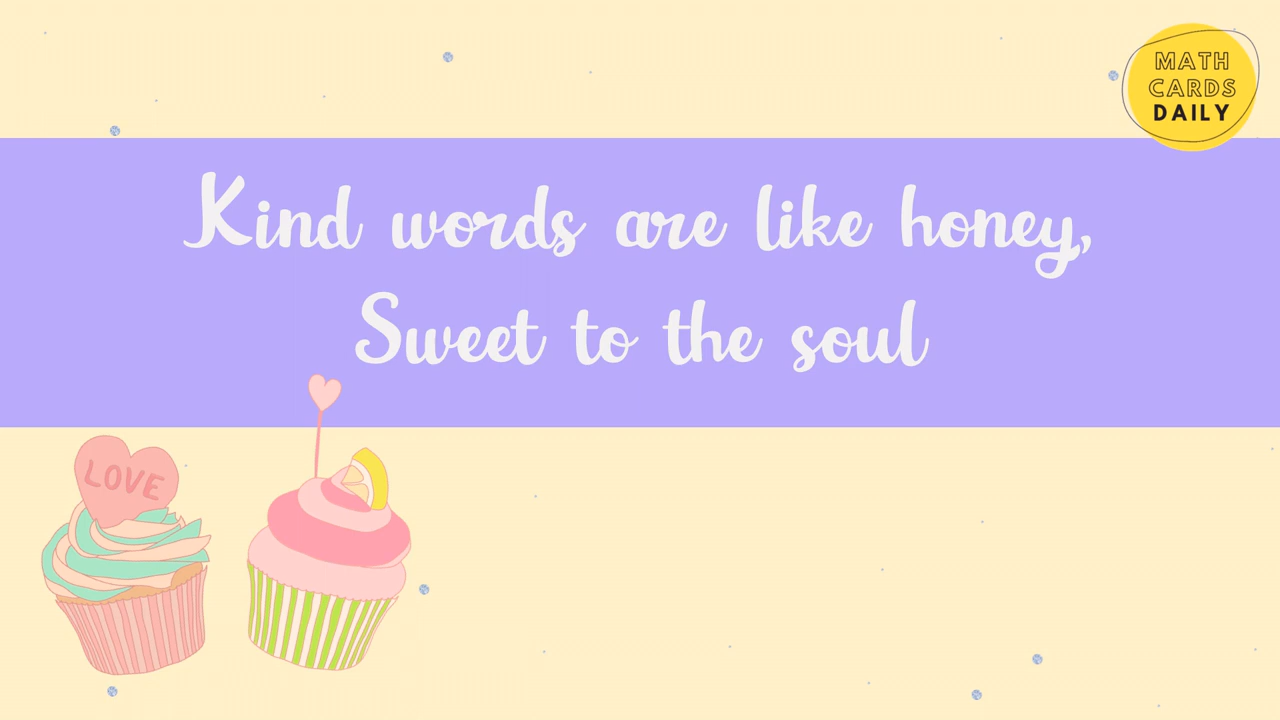 MATH
CARDS
DAILY
Kind words are like honey,
Sweet to the soul
LOVE